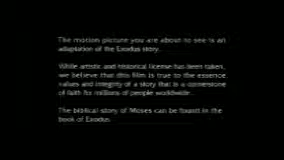 The motion picture you are about to see is an
adaptation of the Exodus story.
While artistic and historical license has been taken,
we believe that this film is true to the essence,
values and integrity of a story that is a cornerstone
of faith for millions of people worldwide.
The biblical story of Moses can be found in the
book of Exodus.